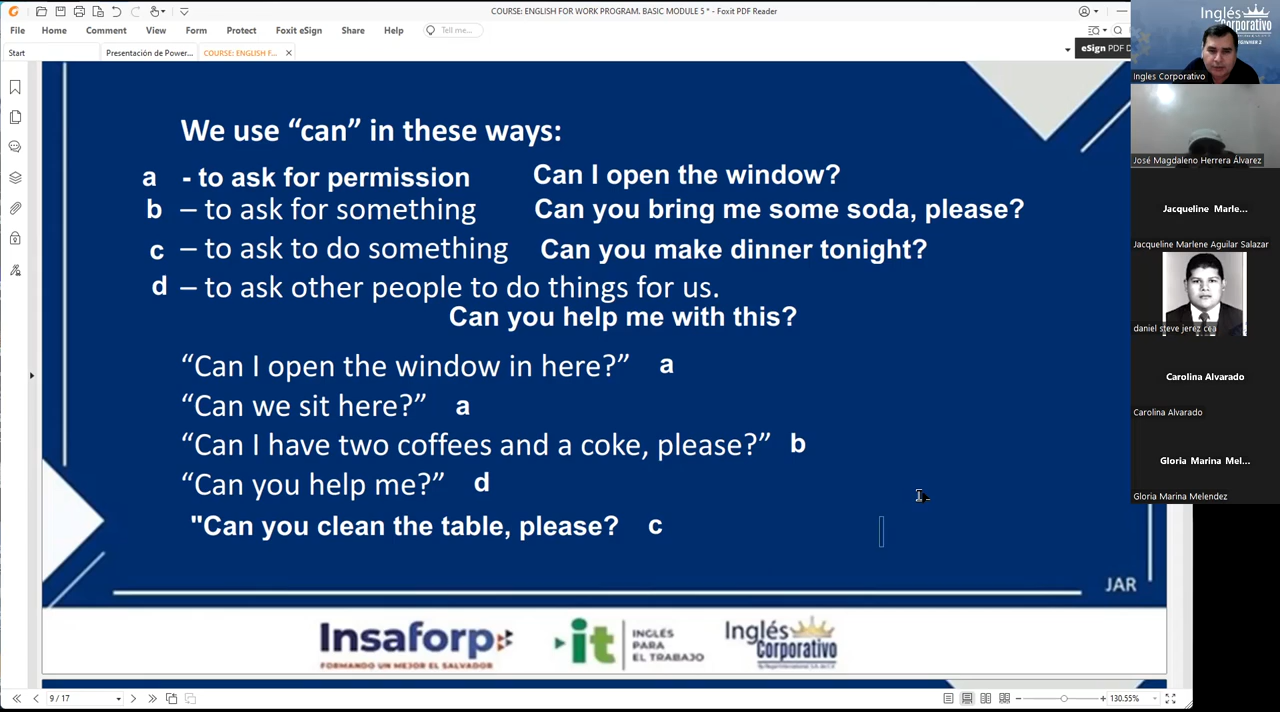 COURSE: ENGLISH FOR WORK PROGRAM. BASIC MODULE 5 * - Foxit PDF Reader
File Home Comment View Form Protect Foxit eSign Share Help Tell me...
Start Presentación de Power... COURSE: ENGLISH F... eSign PDF D
We use “can” in these ways:
a - to ask for permission Can I open the window?
b – to ask for something Can you bring me some soda, please?
c – to ask to do something Can you make dinner tonight?
d – to ask other people to do things for us.
Can you help me with this?
“Can I open the window in here?” a
“Can we sit here?” a
“Can I have two coffees and a coke, please?” b
“Can you help me?” d
"Can you clean the table, please? c
JAR
Insaforp
FORMANDO UN MEJOR EL SALVADOR
it
INGLÉS
PARA
EL TRABAJO
Inglés
Corporativo
9 / 17 130.55%
Inglés
Corporativo
Ingles Corporativo
José Magdaleno Herrera Álvarez
Jacqueline Marle...
Jacqueline Marlene Aguilar Salazar
daniel steve jerez cea
Carolina Alvarado
Carolina Alvarado
Gloria Marina Mel...
Gloria Marina Melendez